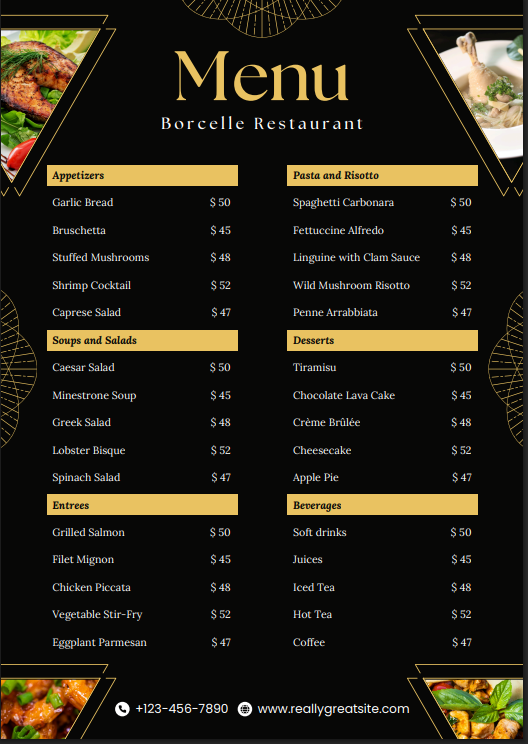 Menu
Borcelle Restaurant
Appetizers
Garlic Bread $ 50
Bruschetta $ 45
Stuffed Mushrooms $ 48
Shrimp Cocktail $ 52
Caprese Salad $ 47
Soups and Salads
Caesar Salad $ 50
Minestrone Soup $ 45
Greek Salad $ 48
Lobster Bisque $ 52
Spinach Salad $ 47
Entrees
Grilled Salmon $ 50
Filet Mignon $ 45
Chicken Piccata $ 48
Vegetable Stir-Fry $ 52
Eggplant Parmesan $ 47
Pasta and Risotto
Spaghetti Carbonara $ 50
Fettuccine Alfredo $ 45
Linguine with Clam Sauce $ 48
Wild Mushroom Risotto $ 52
Penne Arrabbiata $ 47
Desserts
Tiramisu $ 50
Chocolate Lava Cake $ 45
Crème Brûlée $ 48
Cheesecake $ 52
Apple Pie $ 47
Beverages
Soft drinks $ 50
Juices $ 45
Iced Tea $ 48
Hot Tea $ 52
Coffee $ 47
+123-456-7890 www.reallygreatsite.com